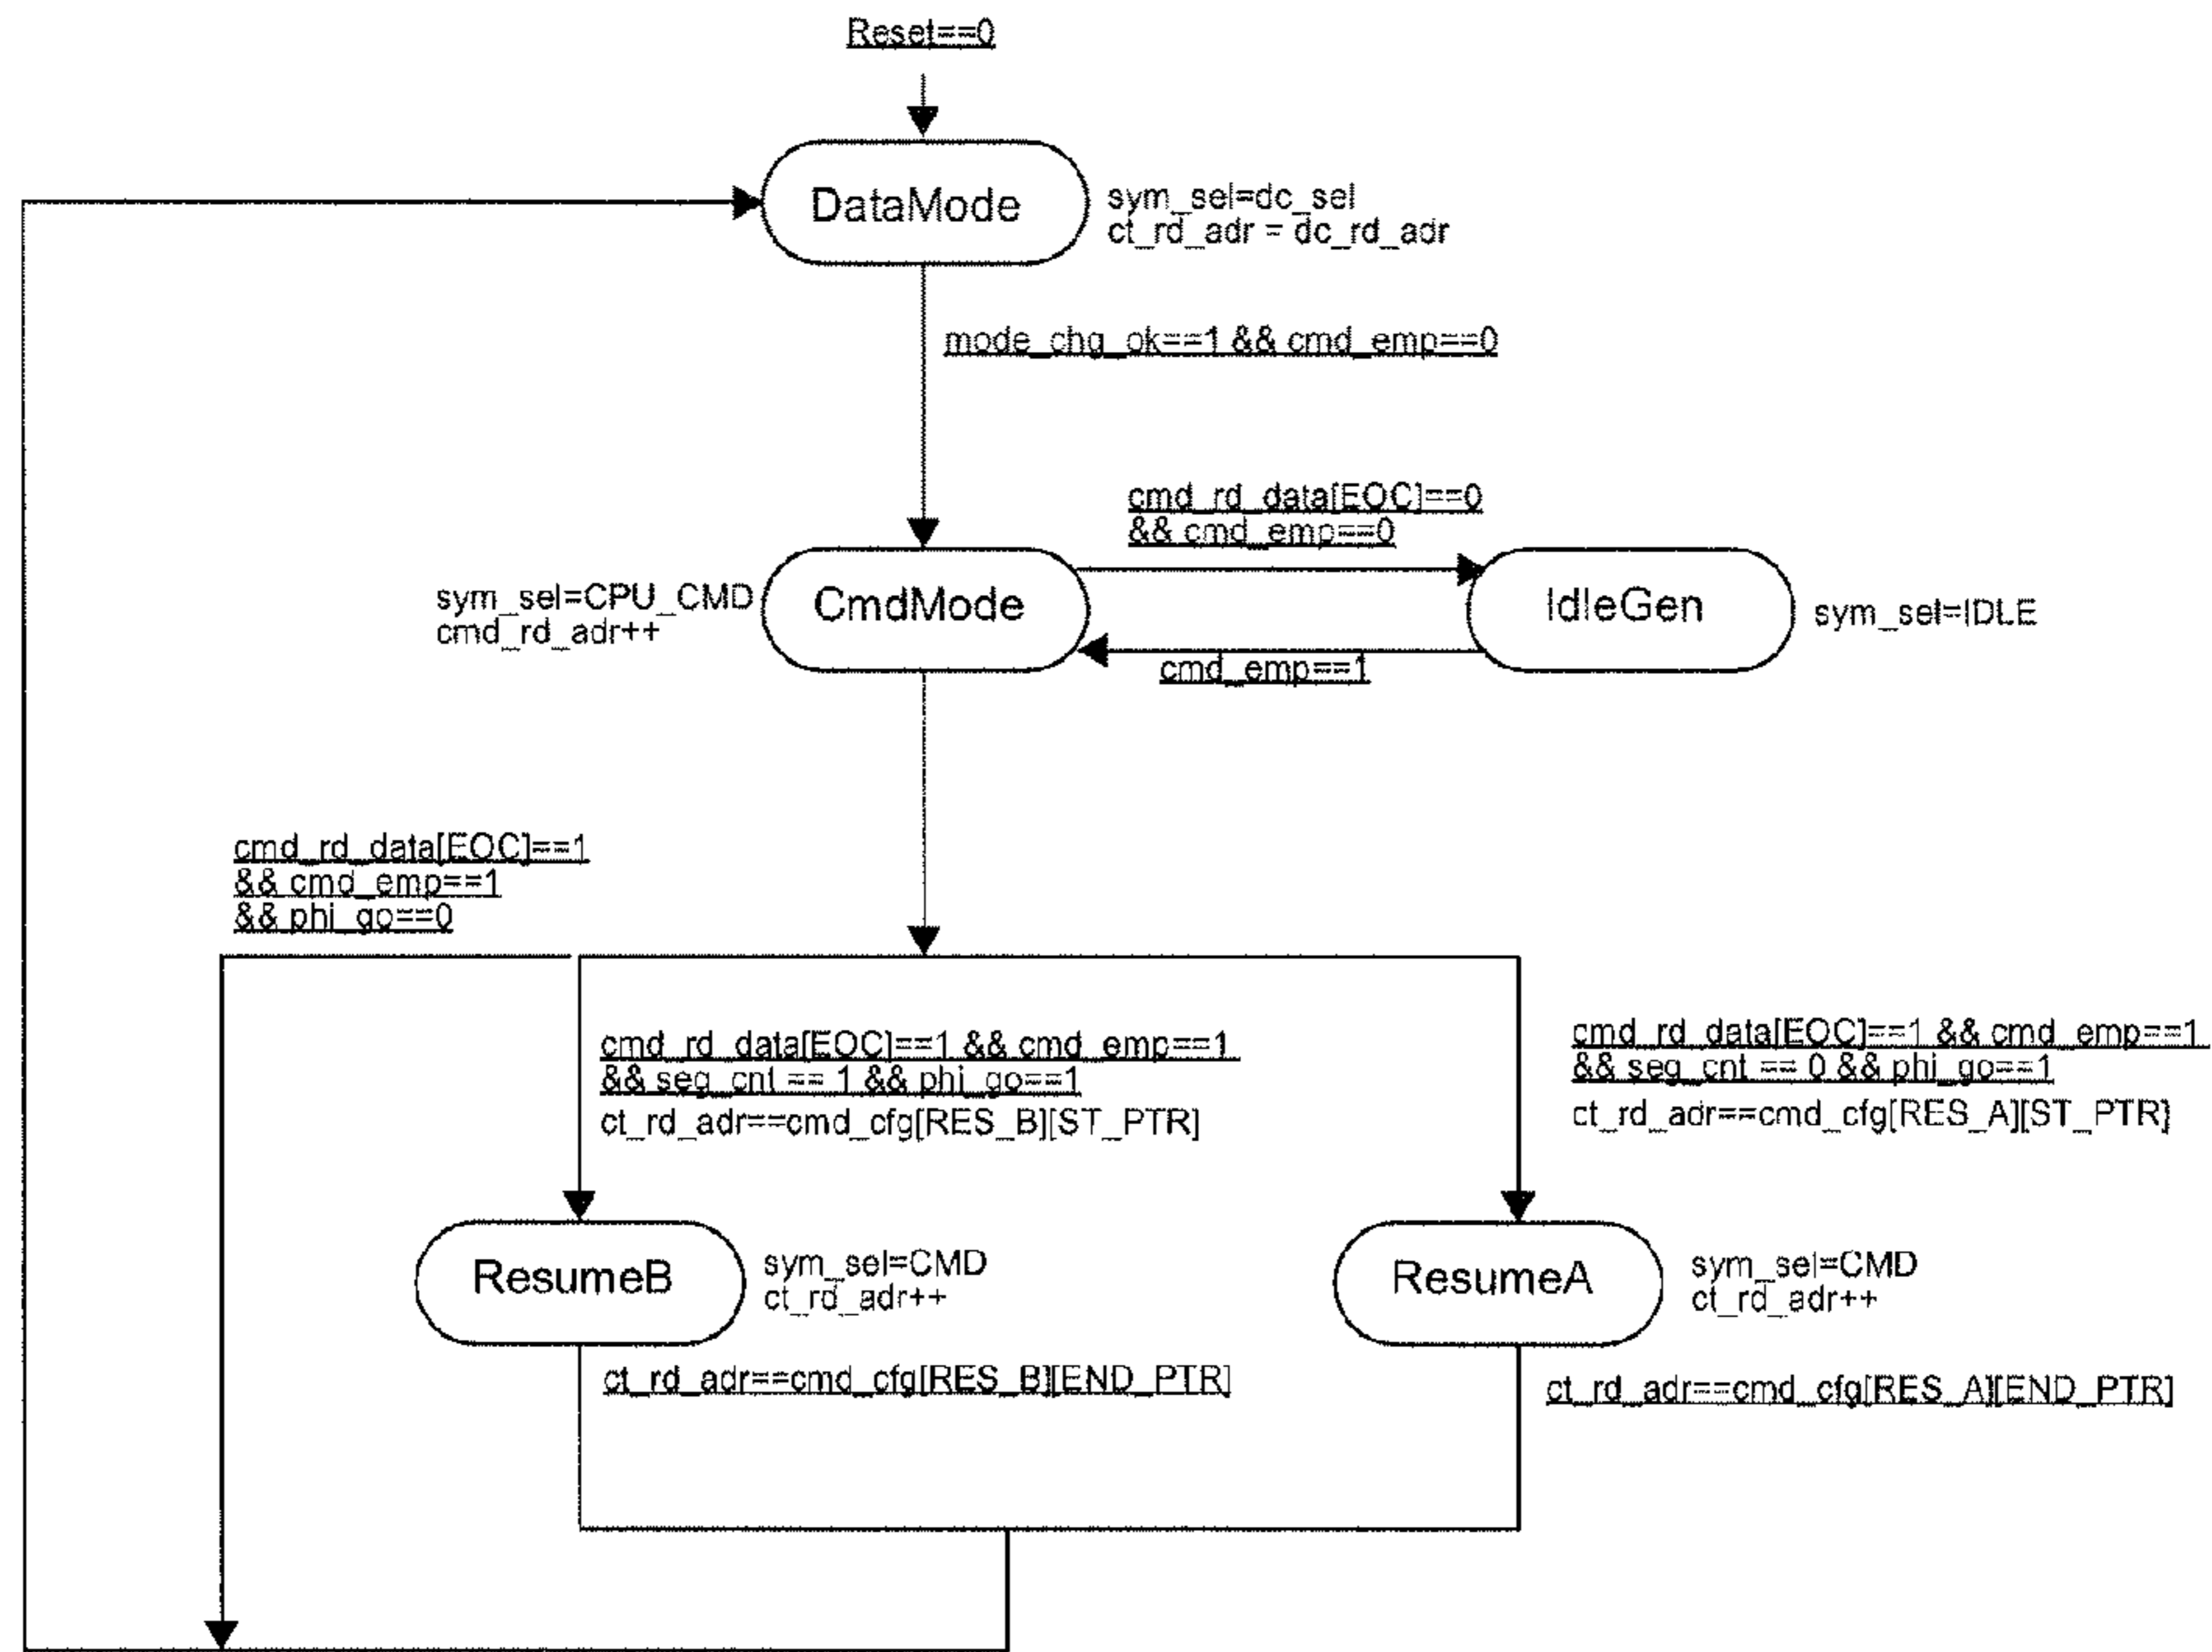 Reset==0
DataMode
sym_sel=dc_sel
ct_rd_adr = dc_rd_adr
mode_chg_ok==1 && cmd_emp==0
cmd_rd_data[EOC]==0
&& cmd_emp==0
sym_sel=CPU_CMD
cmd_rd_adr++
CmdMode
IdleGen
sym_sel=IDLE
cmd_emp==1
cmd_rd_data[EOC]==1
&& cmd_emp==1
&& phi_go==0
cmd_rd_data[EOC]==1 && cmd_emp==1
&& seq_cnt == 1 && phi_go==1
ct_rd_adr==cmd_cfg[RES_B][ST_PTR]
cmd_rd_data[EOC]==1 && cmd_emp==1
&& seq_cnt == 0 && phi_go==1
ct_rd_adr==cmd_cfg[RES_A][ST_PTR]
ResumeB
sym_sel=CMD
ct_rd_adr++
ResumeA
sym_sel=CMD
ct_rd_adr++
ct_rd_adr==cmd_cfg[RES_B][END_PTR]
ct_rd_adr==cmd_cfg[RES_A][END_PTR]